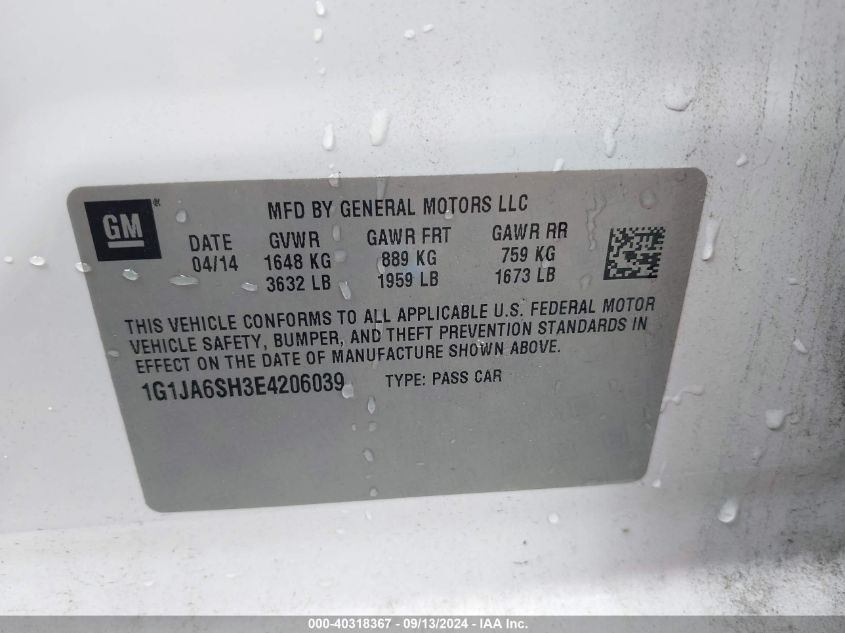 GM®
MFD BY GENERAL MOTORS LLC
DATE GVWR GAWR FRT GAWR RR
04/14 1648 KG 889 KG 759 KG
3632 LB 1959 LB 1673 LB
THIS VEHICLE CONFORMS TO ALL APPLICABLE U.S. FEDERAL MOTOR
VEHICLE SAFETY, BUMPER, AND THEFT PREVENTION STANDARDS IN
EFFECT ON THE DATE OF MANUFACTURE SHOWN ABOVE.
1G1JA6SH3E4206039 TYPE: PASS CAR
000-40318367 - 09/13/2024 - IAA Inc.